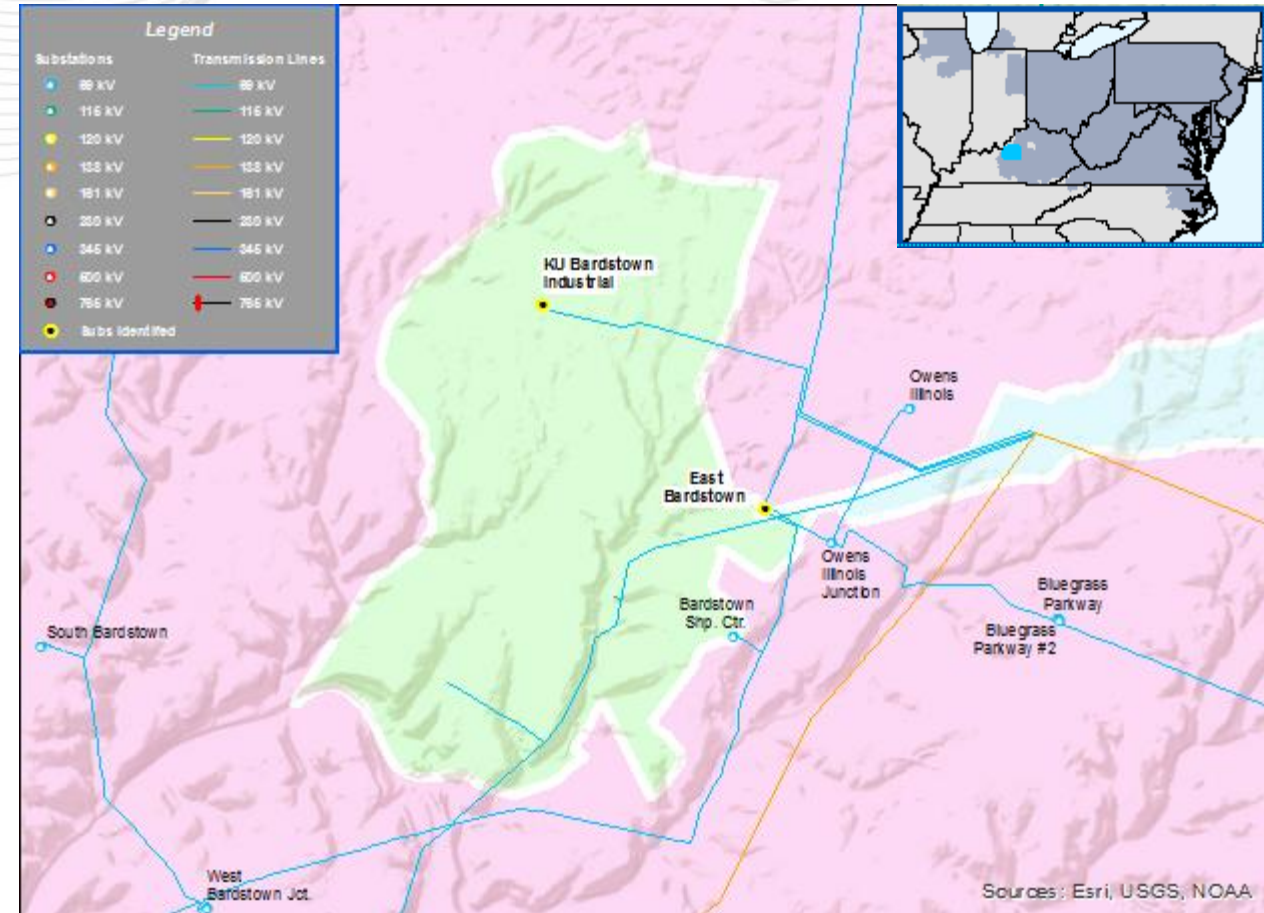 Legend
Substations Transmission Lines
69 kV 69 kV
115 kV 115 kV
120 kV 120 kV
138 kV 138 kV
161 kV 161 kV
230 kV 230 kV
345 kV 345 kV
500 kV 500 kV
765 kV 765 kV
Subs Identifed
KU Bardstown
Industrial
Owens
Illinois
East
Bardstown
Owens
Illinois
Junction
Bluegrass
Parkway
Bardstown
Shp. Ctr.
South Bardstown
Bluegrass
Parkway #2
West
Bardstown Jct.
Sources: Esri, USGS, NOAA